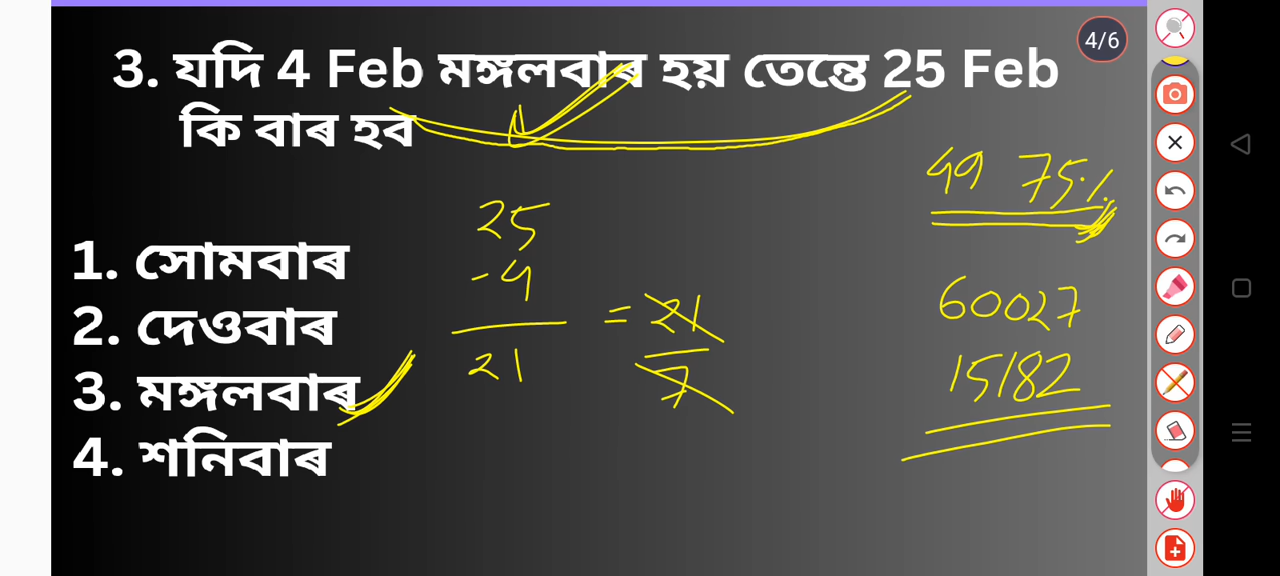 4/6
3. যদি 4 Feb মঙ্গলবাৰ হয় তেন্তে 25 Feb
কি বাৰ হব
49 75%
25
-4
21
= 21
7
60027
15182
1. সোমবাৰ
2. দেওবাৰ
3. মঙ্গলবাৰ
4. শনিবাৰ